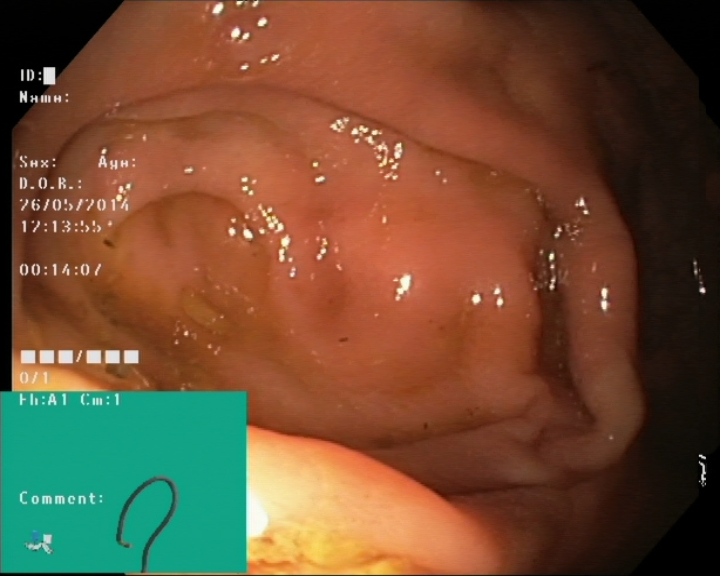 ID:
Name:
Sex: Age:
D.O.B.:
26/05/2014
12:13:55
00:14:07
■■■/■■■
0/1
Eh:A1 Cm:1
Comment: